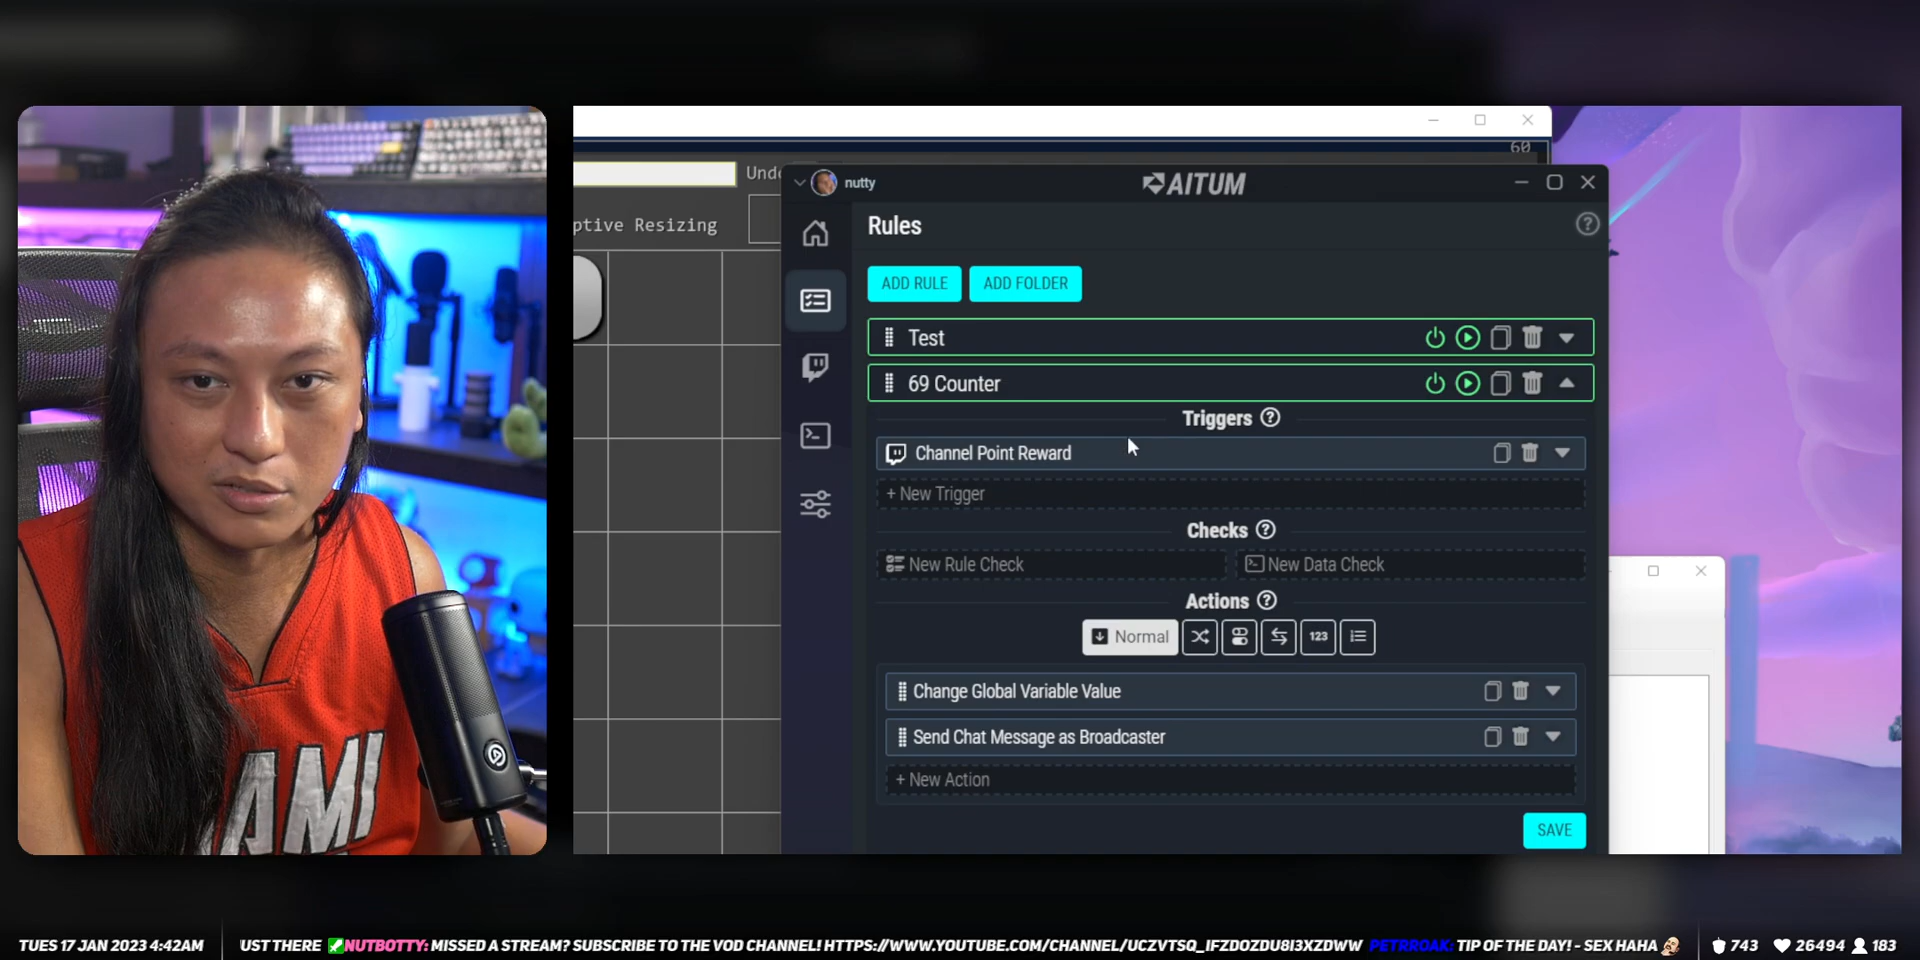 60
Und
ptive Resizing
nutty
AITUM
Rules
ADD RULE
ADD FOLDER
Test
69 Counter
Triggers
Channel Point Reward
+ New Trigger
Checks
New Rule Check
New Data Check
Actions
Normal
123
Change Global Variable Value
Send Chat Message as Broadcaster
+ New Action
SAVE
AMI
TUES 17 JAN 2023 4:42AM
UST THERE NUTBOTTY: MISSED A STREAM? SUBSCRIBE TO THE VOD CHANNEL! HTTPS://WWW.YOUTUBE.COM/CHANNEL/UCZVTSQ_IFZDOZDU8I3XZDWW PETRROAK: TIP OF THE DAY! - SEX HAHA
743 26494 183